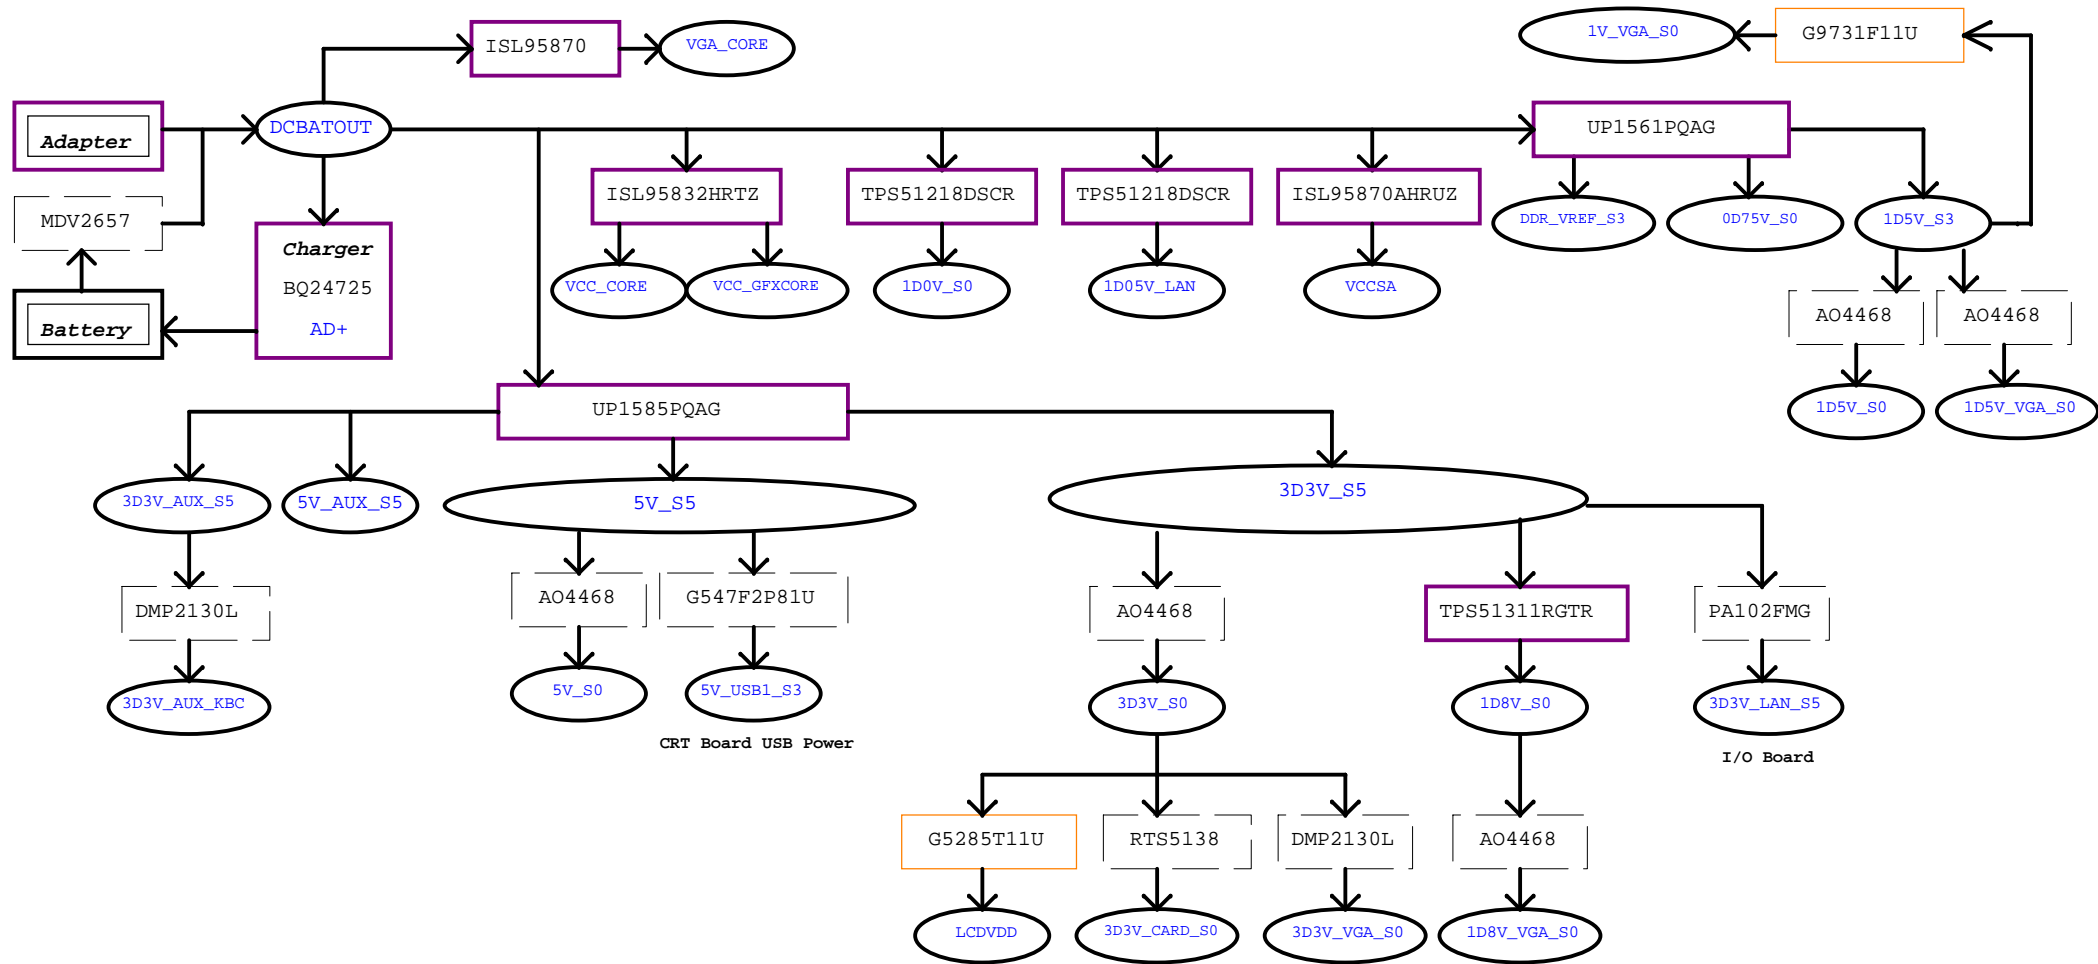 ISL95870
VGA_CORE
1V_VGA_S0
G9731F11U
Adapter
DCBATOUT
UP1561PQAG
MDV2657
ISL95832HRTZ
TPS51218DSCR
TPS51218DSCR
ISL95870AHRUZ
DDR_VREF_S3
0D75V_S0
1D5V_S3
Charger
BQ24725
AD+
VCC_CORE
VCC_GFXCORE
1D0V_S0
1D05V_LAN
VCCSA
Battery
AO4468
AO4468
1D5V_S0
1D5V_VGA_S0
UP1585PQAG
3D3V_AUX_S5
5V_AUX_S5
5V_S5
3D3V_S5
DMP2130L
AO4468
G547F2P81U
AO4468
TPS51311RGTR
PA102FMG
3D3V_AUX_KBC
5V_S0
5V_USB1_S3
3D3V_S0
1D8V_S0
3D3V_LAN_S5
CRT Board USB Power
I/O Board
G5285T11U
RTS5138
DMP2130L
AO4468
LCDVDD
3D3V_CARD_S0
3D3V_VGA_S0
1D8V_VGA_S0